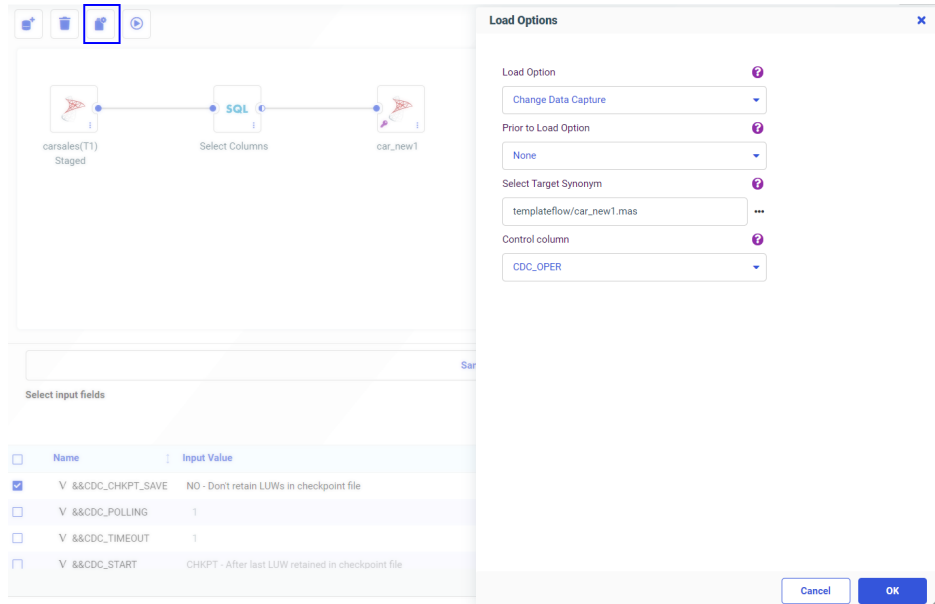 Load Options
Load Option
Change Data Capture
Prior to Load Option
None
Select Target Synonym
templateflow/car_new1.mas
Control column
CDC_OPER
Cancel
OK
SQL
carsales(T1)
Staged
Select Columns
car_new1
Sar
Select input fields
Name
Input Value
V &&CDC_CHKPT_SAVE
NO - Don't retain LUWs in checkpoint file
V &&CDC_POLLING
1
V &&CDC_TIMEOUT
1
V &&CDC_START
CHKPT - After last LUW retained in checkpoint file